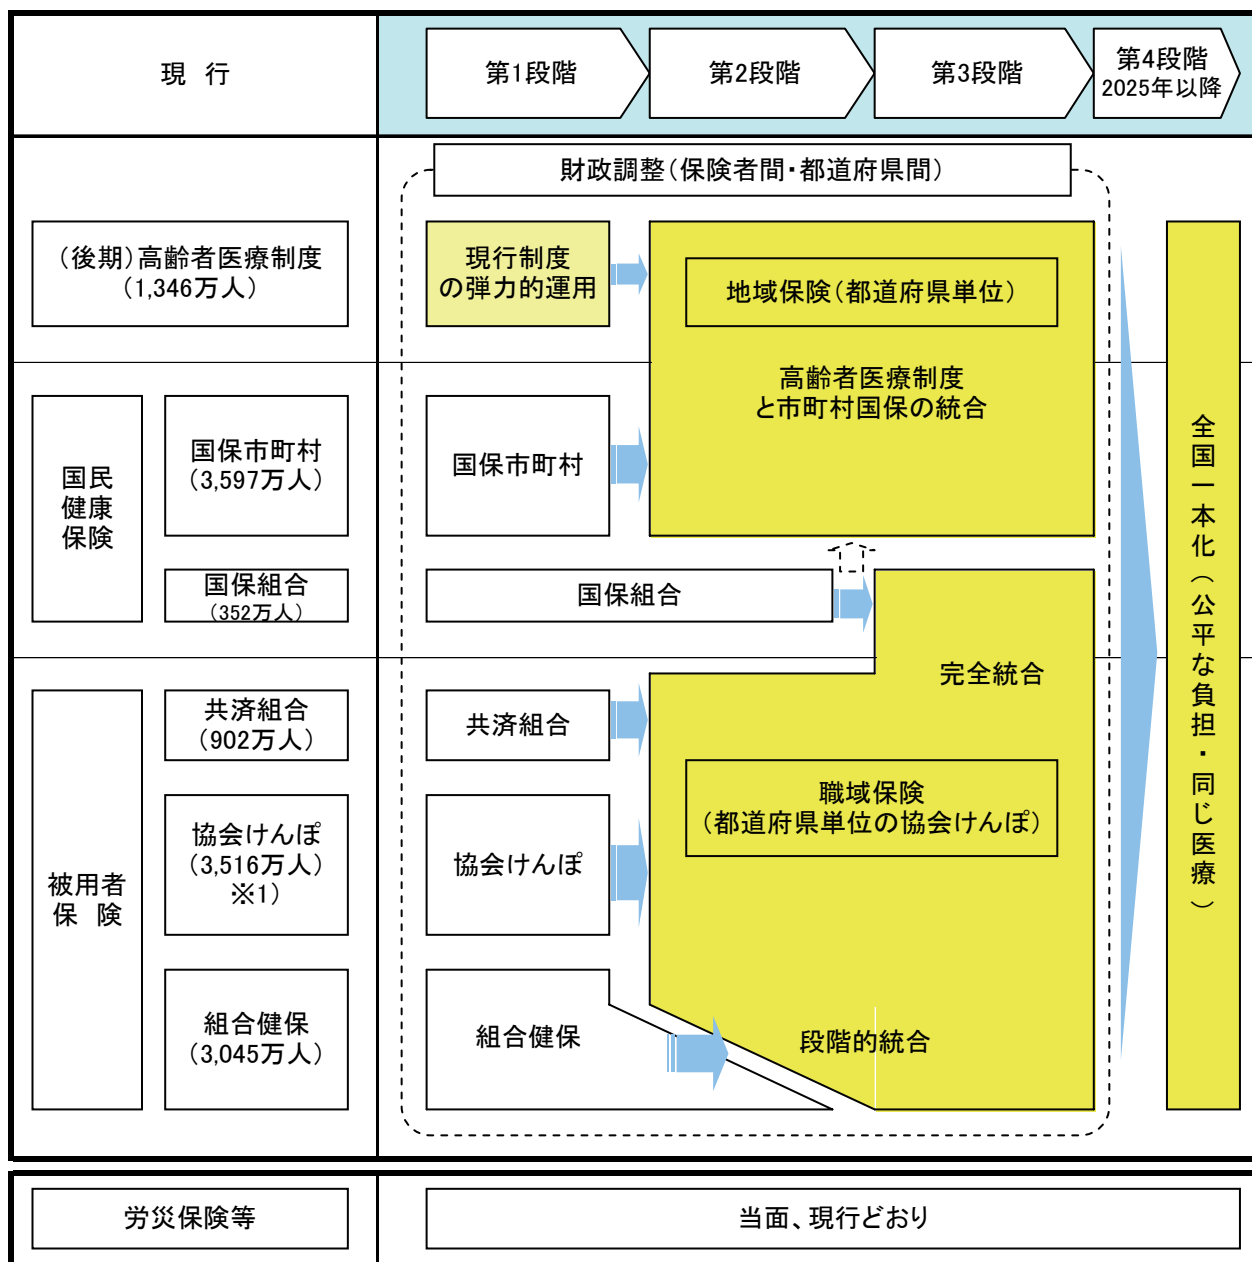 現 行
第1段階
第2段階
第3段階
第4段階
2025年以降
財政調整(保険者間・都道府県間)
(後期)高齢者医療制度
(1,346万人)
現行制度
の弾力的運用
地域保険(都道府県単位)
高齢者医療制度
と市町村国保の統合
国民
健康
保険
国保市町村
(3,597万人)
国保市町村
国保組合
(352万人)
国保組合
完全統合
被用者
保 険
共済組合
(902万人)
共済組合
協会けんぽ
(3,516万人)
※1)
協会けんぽ
職域保険
(都道府県単位の協会けんぽ)
組合健保
(3,045万人)
組合健保
段階的統合
全国一本化(公平な負担・同じ医療)
労災保険等
当面、現行どおり